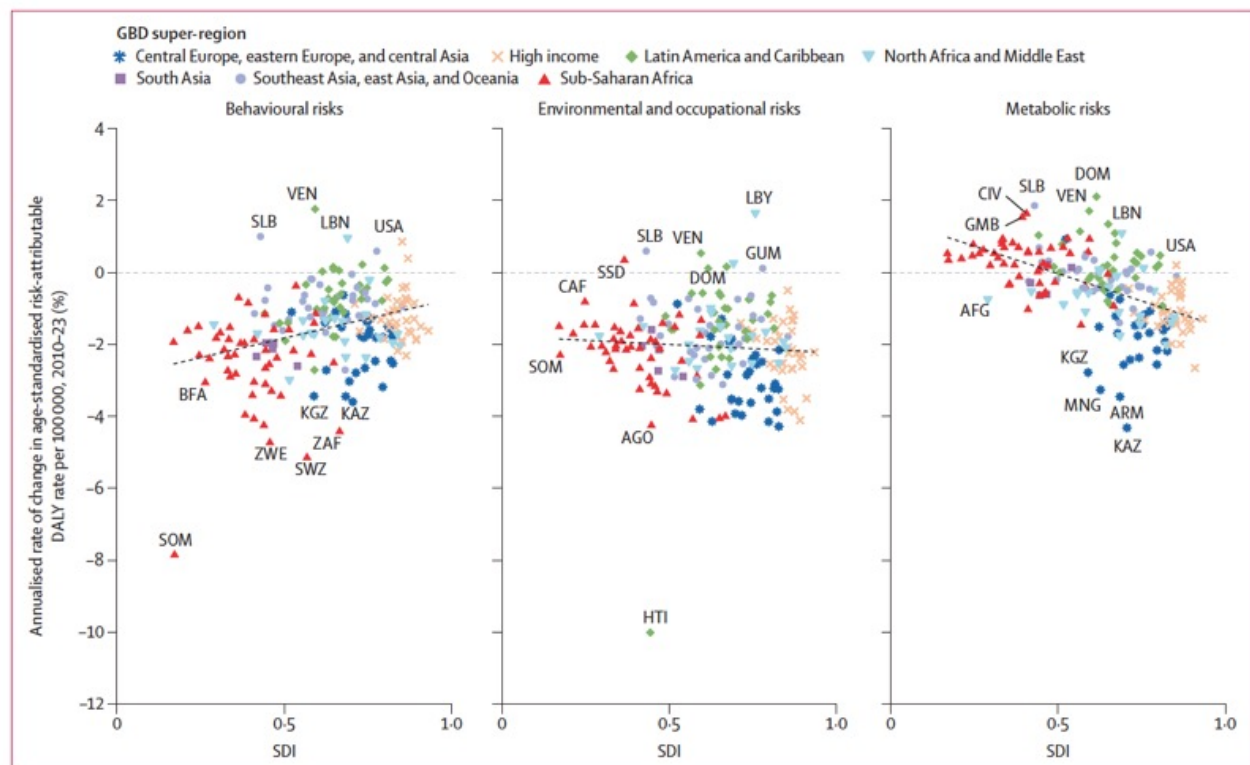 GBD super-region
Central Europe, eastern Europe, and central Asia High income Latin America and Caribbean North Africa and Middle East
South Asia Southeast Asia, east Asia, and Oceania Sub-Saharan Africa
Behavioural risks Environmental and occupational risks Metabolic risks
Annualised rate of change in age-standardised risk-attributable
DALY rate per 100 000, 2010–23 (%)
4
2
0
−2
−4
−6
−8
−10
−12
VEN
SLB
LBN
USA
BFA
KGZ
KAZ
ZWE
ZAF
SWZ
SOM
0 0·5 1·0
SDI
LBY
SLB
VEN
GUM
SSD
CAF
DOM
SOM
AGO
HTI
0 0·5 1·0
SDI
DOM
CIV
SLB
VEN
GMB
LBN
USA
AFG
KGZ
MNG
ARM
KAZ
0 0·5 1·0
SDI